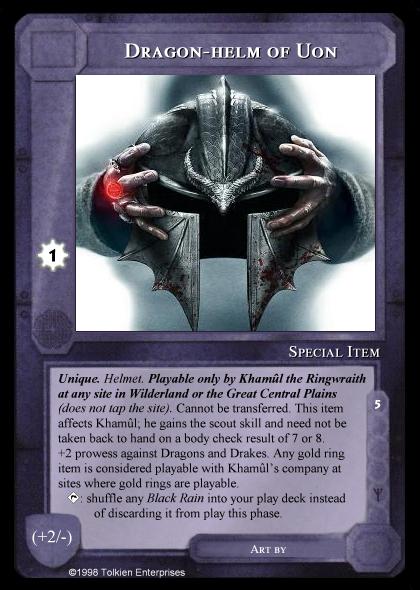 DRAGON-HELM OF UON
1
SPECIAL ITEM
Unique. Helmet. Playable only by Khamûl the Ringwraith
at any site in Wilderland or the Great Central Plains
(does not tap the site). Cannot be transferred. This item
affects Khamûl; he gains the scout skill and need not be
taken back to hand on a body check result of 7 or 8.
+2 prowess against Dragons and Drakes. Any gold ring
item is considered playable with Khamûl's company at
sites where gold rings are playable.
: shuffle any Black Rain into your play deck instead
of discarding it from play this phase.
5
(+2/-)
ART BY
©1998 Tolkien Enterprises